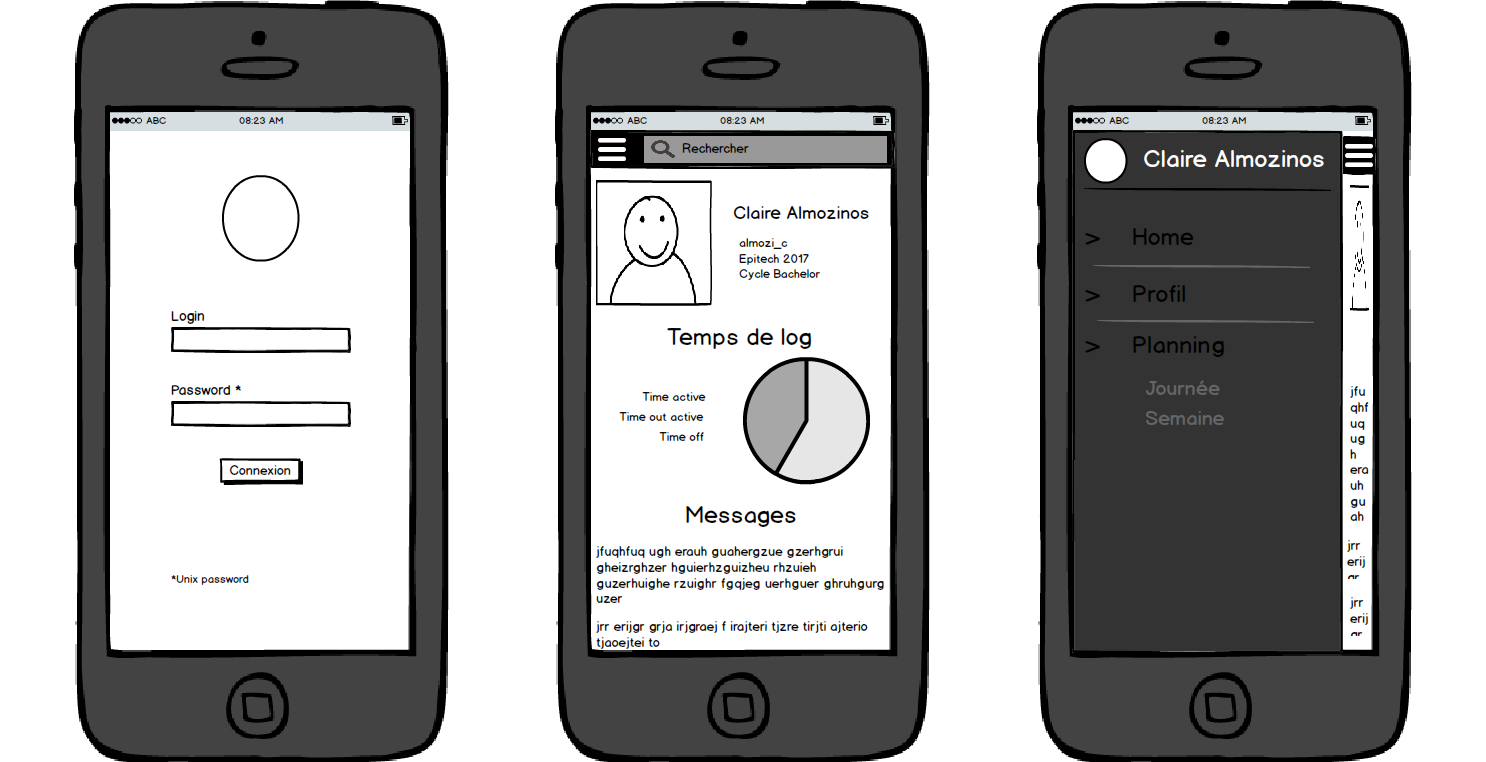 ABC 08:23 AM
Login
Password *
Connexion
*Unix password
ABC 08:23 AM
Rechercher
Claire Almozinos
almozi_c
Epitech 2017
Cycle Bachelor
Temps de log
Time active
Time out active
Time off
Messages
jfuqhfuq ugh erauh guahergzue gzerhgrui
gheizrghzer hguierhzguizheu rhzuieh
guzerhuighe rzuighr fgqjeg uerhguer ghruhgurg
uzer
jrr erijgr grja irjgraej f irajteri tjzre tirjti ajterio
tjaoejtei to
ABC 08:23 AM
Claire Almozinos
> Home
> Profil
> Planning
Journée
Semaine
jfu
qhf
uq
ug
h
era
uh
gu
ah
jrr
erij
gr
jrr
erij
gr